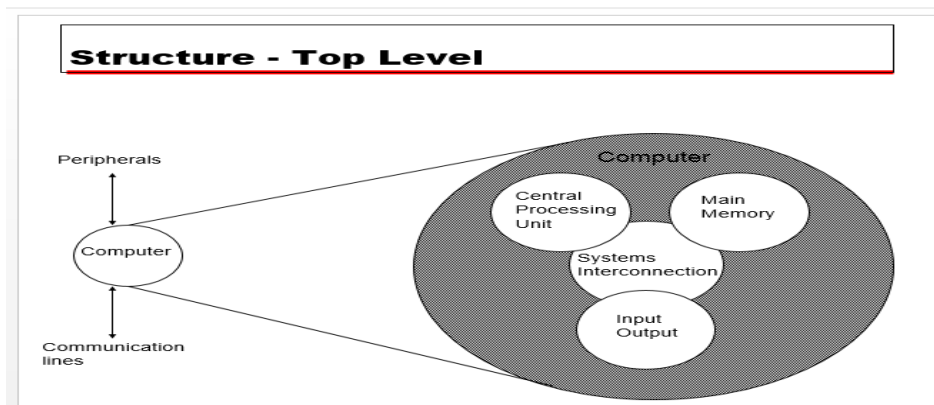 Structure - Top Level
Peripherals
Computer
Communication
lines
Computer
Central
Processing
Unit
Main
Memory
Systems
Interconnection
Input
Output